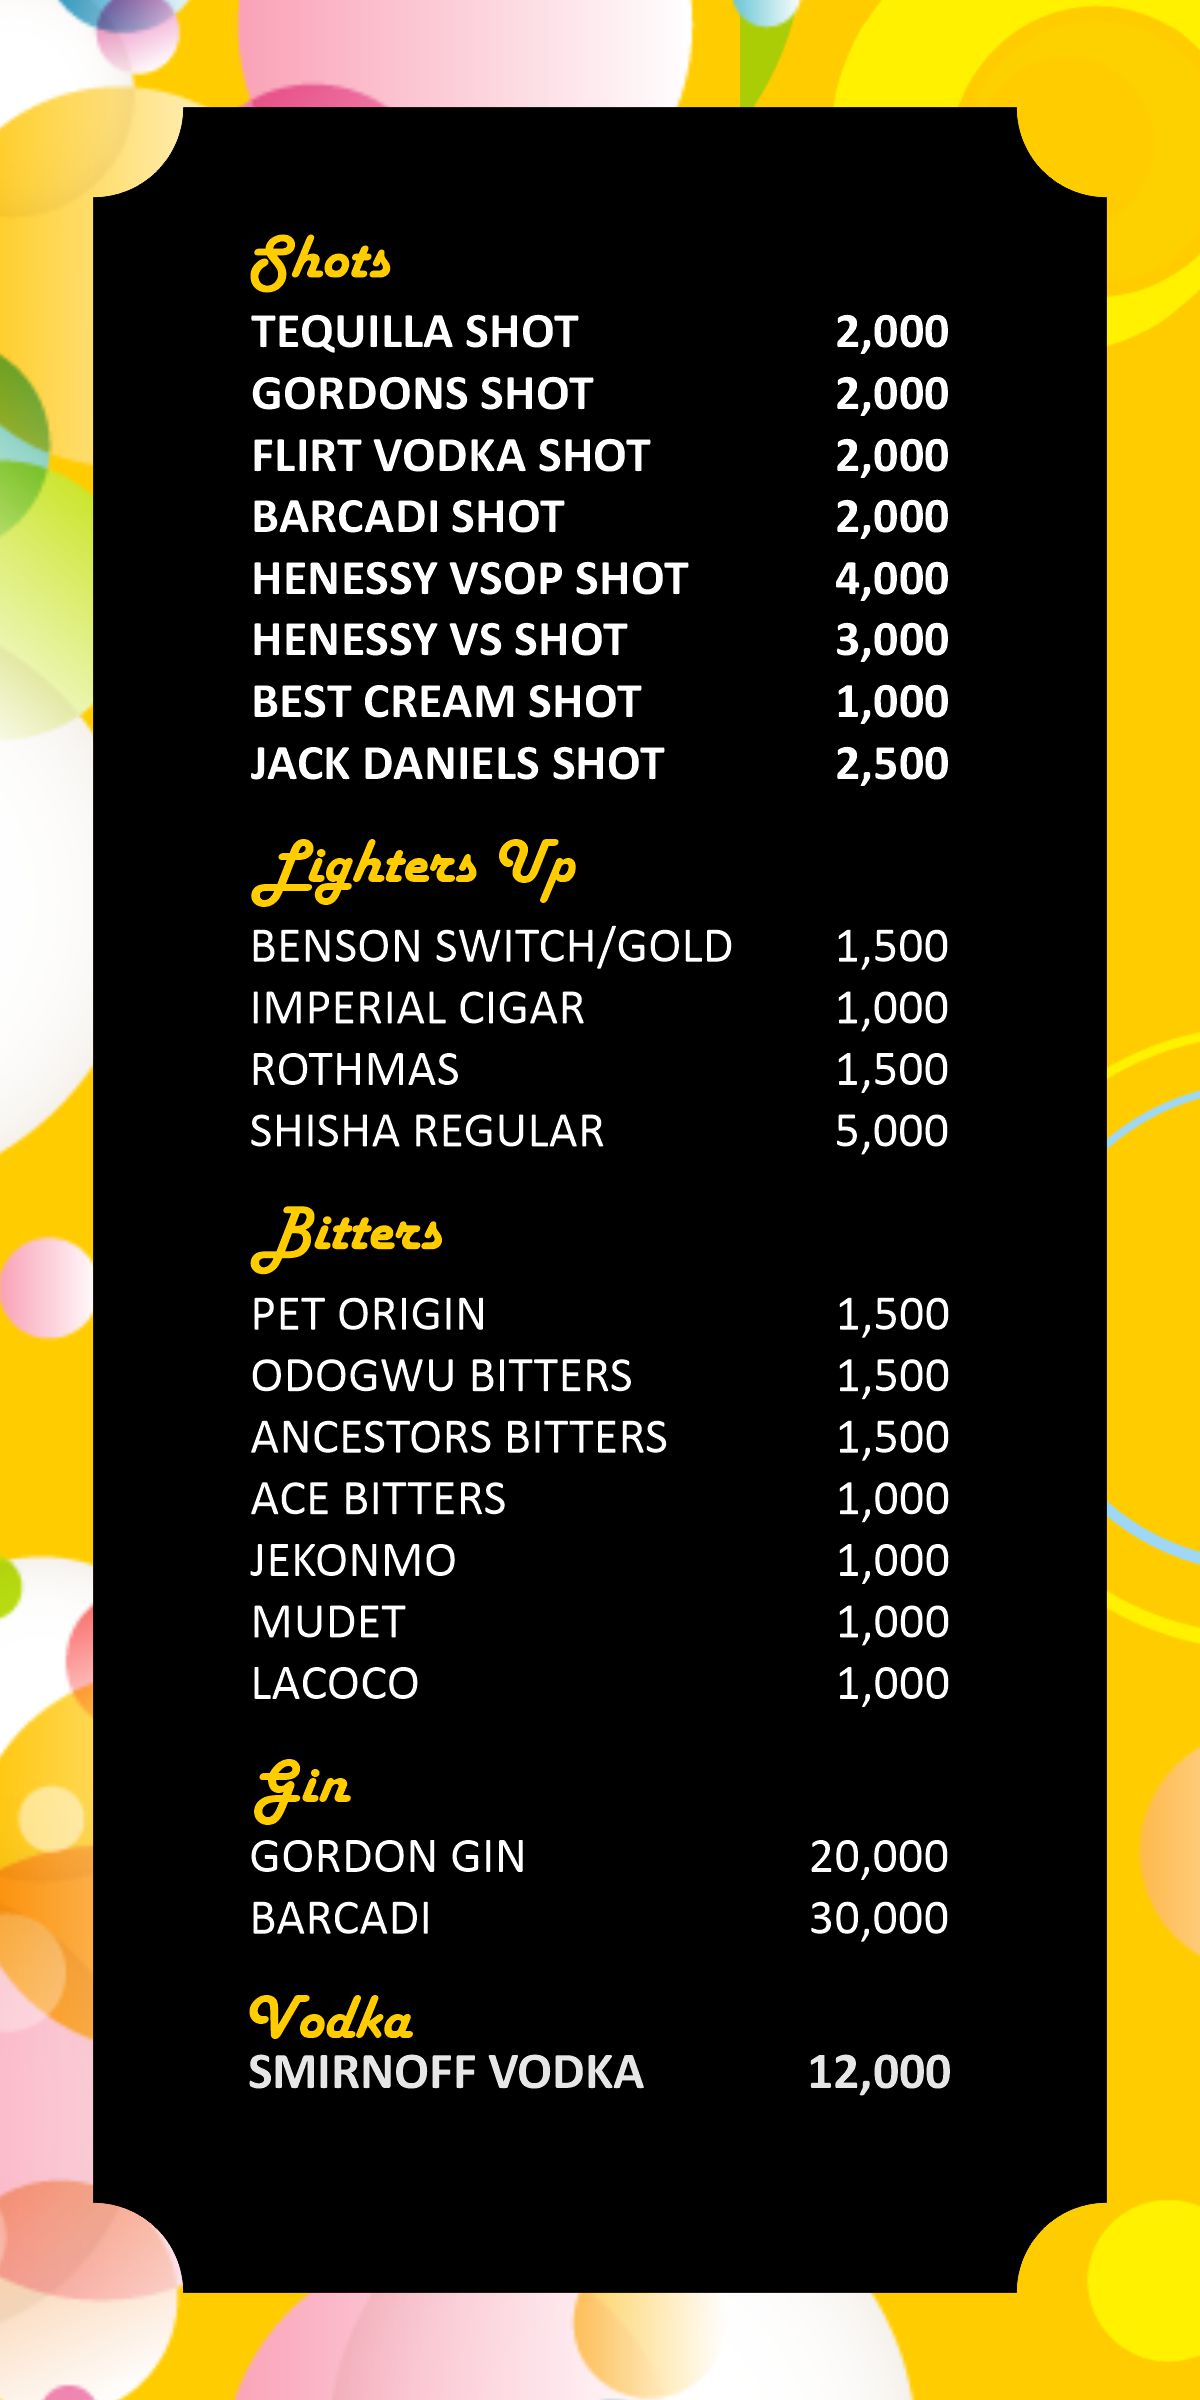 Shots
TEQUILLA SHOT 2,000
GORDONS SHOT 2,000
FLIRT VODKA SHOT 2,000
BARCADI SHOT 2,000
HENESSY VSOP SHOT 4,000
HENESSY VS SHOT 3,000
BEST CREAM SHOT 1,000
JACK DANIELS SHOT 2,500
Lighters Up
BENSON SWITCH/GOLD 1,500
IMPERIAL CIGAR 1,000
ROTHMAS 1,500
SHISHA REGULAR 5,000
Bitters
PET ORIGIN 1,500
ODOGWU BITTERS 1,500
ANCESTORS BITTERS 1,500
ACE BITTERS 1,000
JEKONMO 1,000
MUDET 1,000
LACOCO 1,000
Gin
GORDON GIN 20,000
BARCADI 30,000
Vodka
SMIRNOFF VODKA 12,000